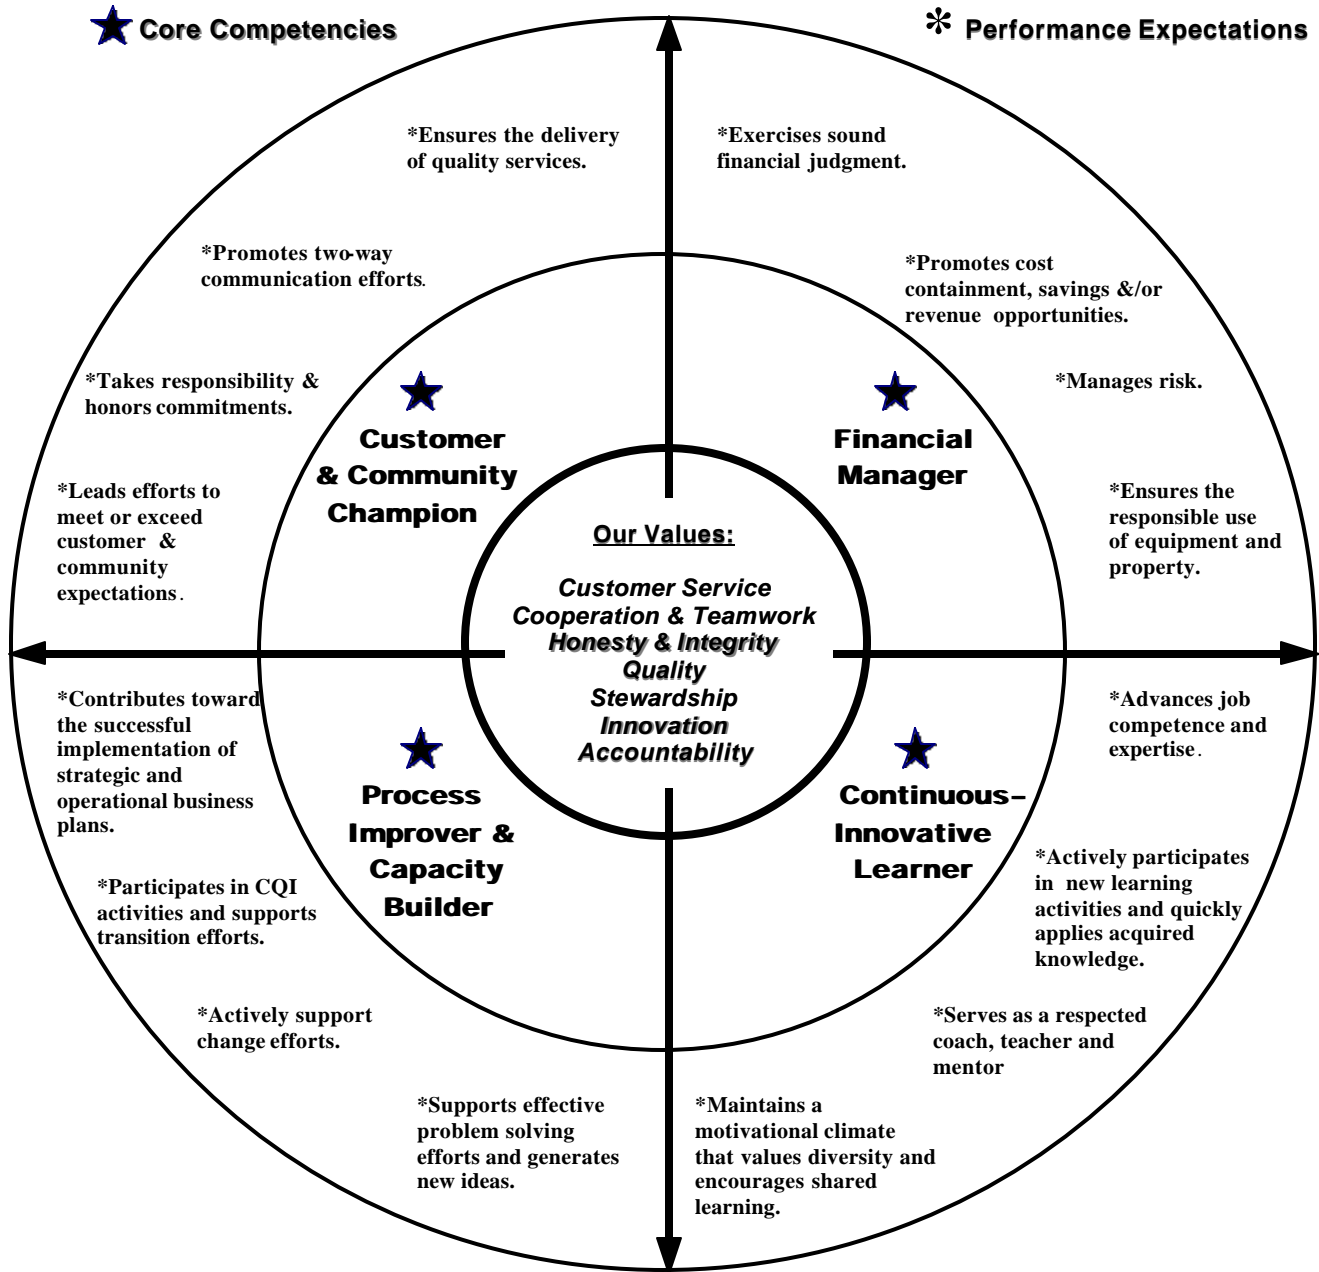 Core Competencies
* Performance Expectations
*Ensures the delivery
of quality services.
*Exercises sound
financial judgment.
*Promotes two-way
communication efforts.
*Promotes cost
containment, savings &/or
revenue opportunities.
*Takes responsibility &
honors commitments.
*Manages risk.
Customer
& Community
Champion
Financial
Manager
*Leads efforts to
meet or exceed
customer &
community
expectations.
*Ensures the
responsible use
of equipment and
property.
Our Values:
Customer Service
Cooperation & Teamwork
Honesty & Integrity
Quality
Stewardship
Innovation
Accountability
*Contributes toward
the successful
implementation of
strategic and
operational business
plans.
*Advances job
competence and
expertise.
Process
Improver &
Capacity
Builder
Continuous-
Innovative
Learner
*Participates in CQI
activities and supports
transition efforts.
*Actively participates
in new learning
activities and quickly
applies acquired
knowledge.
*Actively support
change efforts.
*Serves as a respected
coach, teacher and
mentor
*Supports effective
problem solving
efforts and generates
new ideas.
*Maintains a
motivational climate
that values diversity and
encourages shared
learning.